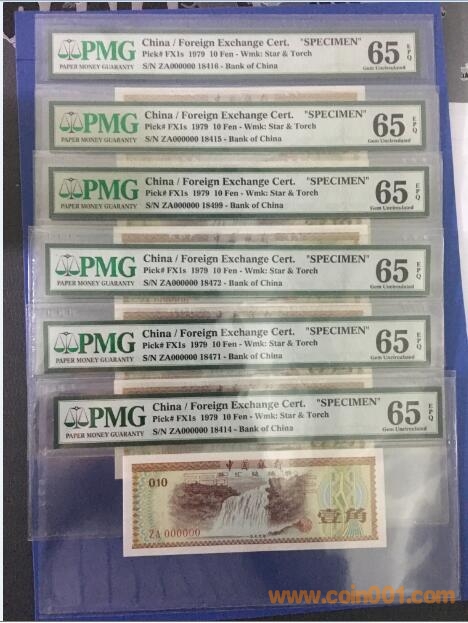 PMG
PAPER MONEY GUARANTY
China / Foreign Exchange Cert. "SPECIMEN"
Pick# FX1s 1979 10 Fen - Wmk: Star & Torch
S/N ZA000000 18416 - Bank of China
65 EPQ
Gem Uncirculated
PMG
PAPER MONEY GUARANTY
China / Foreign Exchange Cert. "SPECIMEN"
Pick# FX1s 1979 10 Fen - Wmk: Star & Torch
S/N ZA000000 18415 - Bank of China
65 EPQ
Gem Uncirculated
PMG
PAPER MONEY GUARANTY
China / Foreign Exchange Cert. "SPECIMEN"
Pick# FX1s 1979 10 Fen - Wmk: Star & Torch
S/N ZA000000 18499 - Bank of China
65 EPQ
Gem Uncirculated
PMG
PAPER MONEY GUARANTY
China / Foreign Exchange Cert. "SPECIMEN"
Pick# FX1s 1979 10 Fen - Wmk: Star & Torch
S/N ZA000000 18472 - Bank of China
65 EPQ
Gem Uncirculated
PMG
PAPER MONEY GUARANTY
China / Foreign Exchange Cert. "SPECIMEN"
Pick# FX1s 1979 10 Fen - Wmk: Star & Torch
S/N ZA000000 18471 - Bank of China
65 EPQ
Gem Uncirculated
PMG
PAPER MONEY GUARANTY
China / Foreign Exchange Cert. "SPECIMEN"
Pick# FX1s 1979 10 Fen - Wmk: Star & Torch
S/N ZA000000 18414 - Bank of China
65 EPQ
Gem Uncirculated
中國銀行
010
壹角
ZA 000000
www.coin001.com